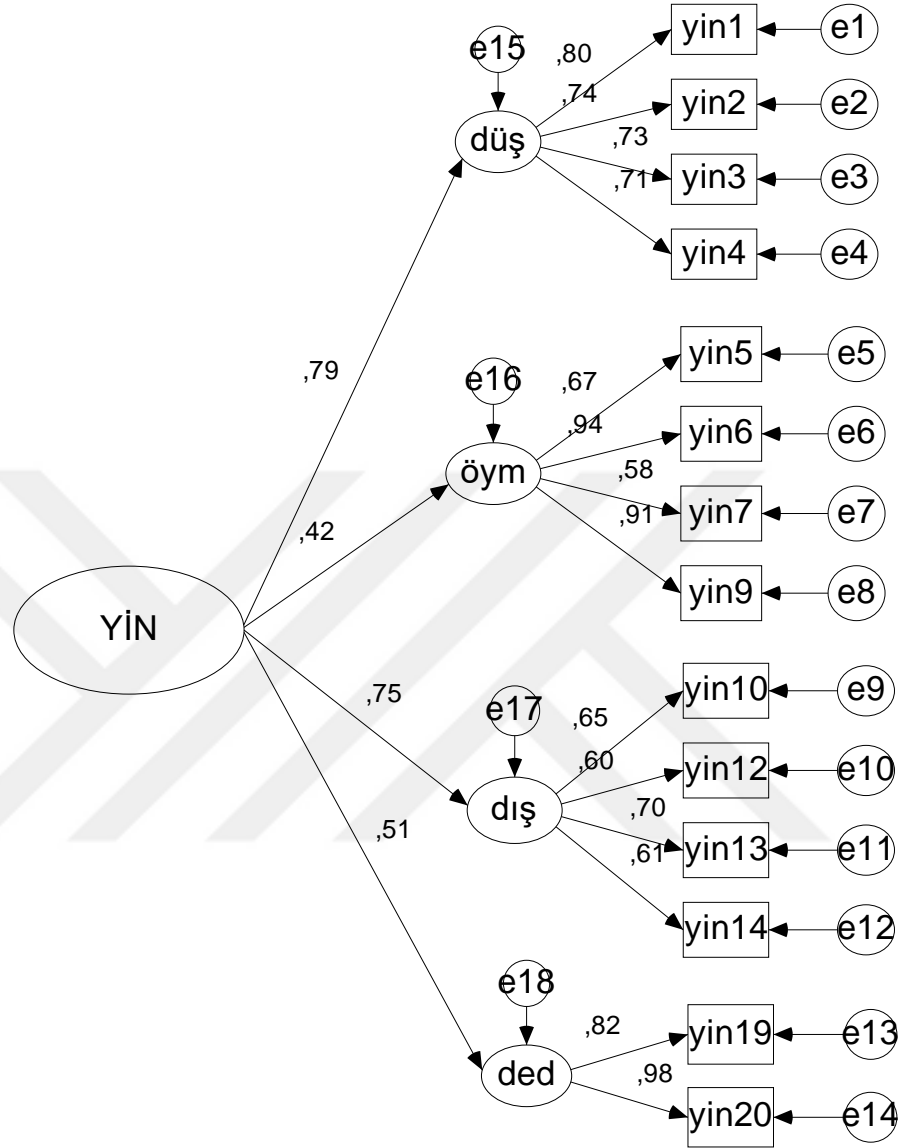 yin1
e1
e15
,80
,74
yin2
e2
düş
,73
yin3
e3
,71
yin4
e4
,79
yin5
e5
e16
,67
,94
yin6
e6
öym
,58
yin7
e7
,91
,42
yin9
e8
YİN
yin10
e9
,75
e17
,65
,60
yin12
e10
dış
,70
yin13
e11
,61
,51
yin14
e12
e18
,82
yin19
e13
ded
,98
yin20
e14